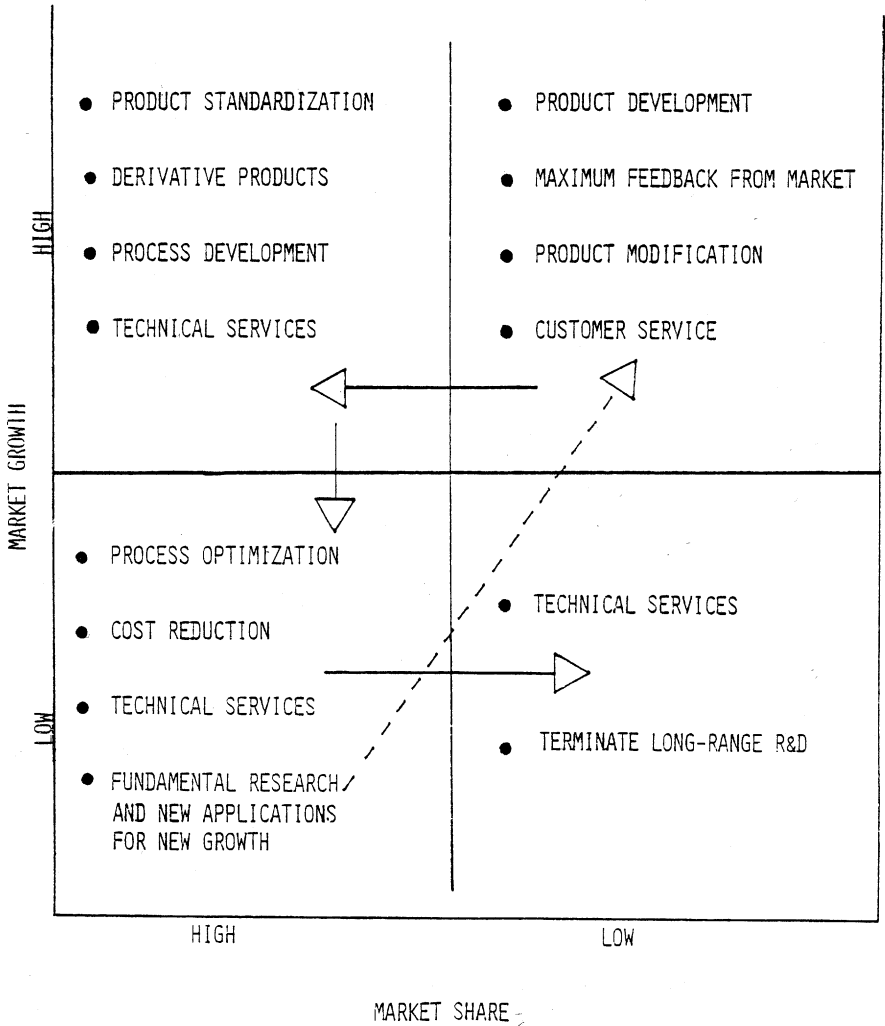 ● PRODUCT STANDARDIZATION
● DERIVATIVE PRODUCTS
● PROCESS DEVELOPMENT
● TECHNICAL SERVICES
● PRODUCT DEVELOPMENT
● MAXIMUM FEEDBACK FROM MARKET
● PRODUCT MODIFICATION
● CUSTOMER SERVICE
HIGH
MARKET GROWTH
LOW
● PROCESS OPTIMIZATION
● COST REDUCTION
● TECHNICAL SERVICES
● FUNDAMENTAL RESEARCH
AND NEW APPLICATIONS
FOR NEW GROWTH
● TECHNICAL SERVICES
● TERMINATE LONG-RANGE R&D
HIGH
LOW
MARKET SHARE